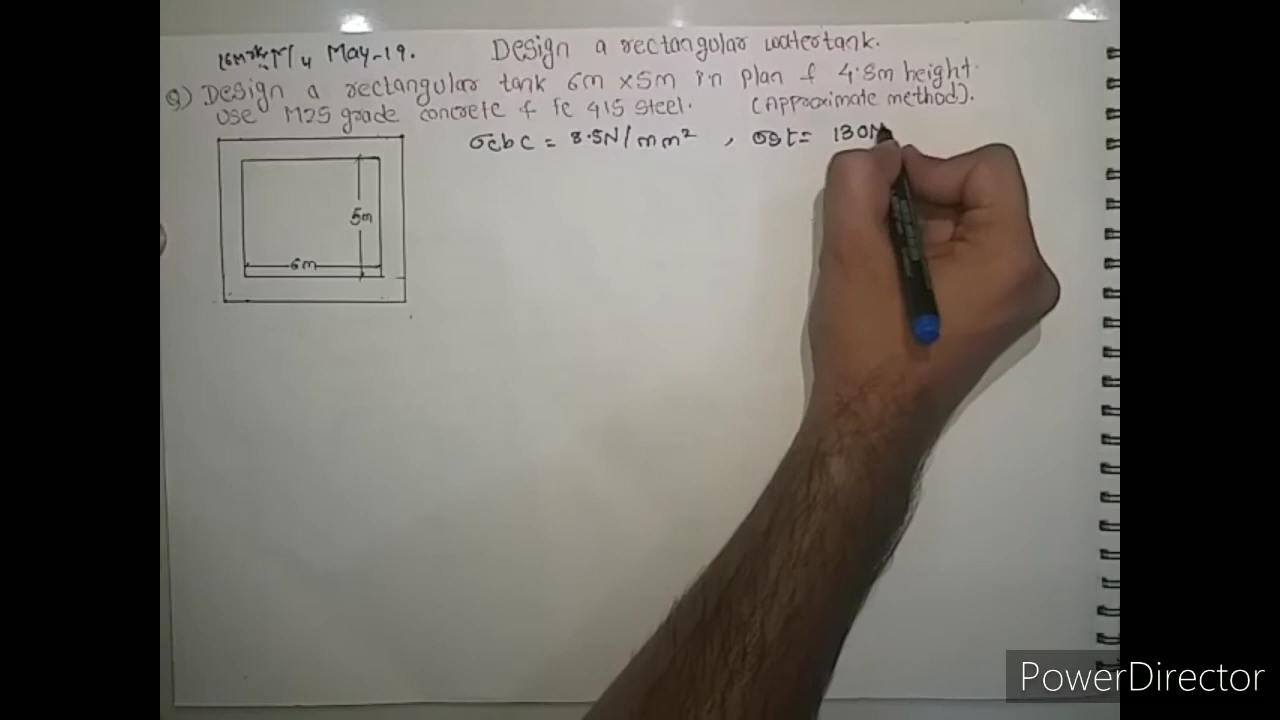 May-19. Design a rectangular watertank.
Q) Design a rectangular tank 6m x5m in plan & 4.8m height.
Use M25 grade concrete & fe 415 steel. (Approximate method).
σcbc = 8.5N/mm², σst= 130N
5m
6m
PowerDirector